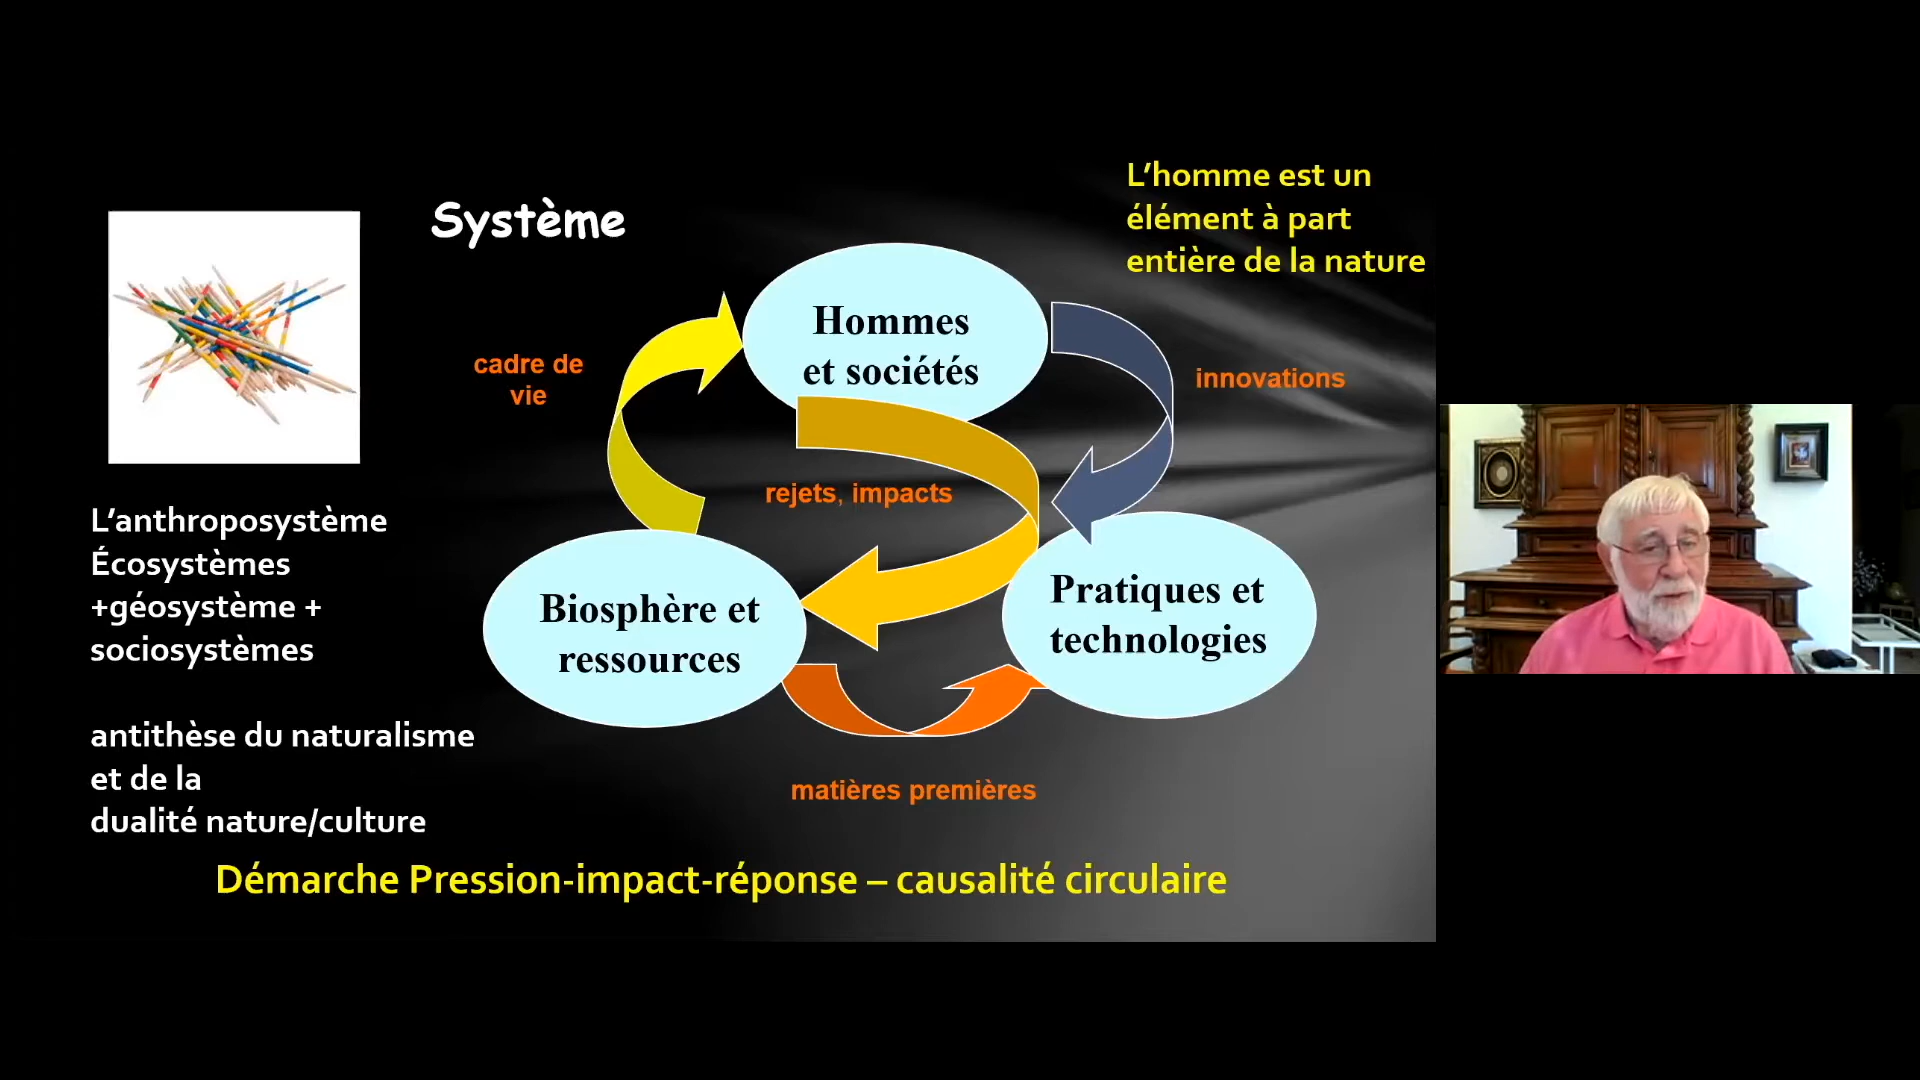 Système
L'homme est un
élément à part
entière de la nature
Hommes
et sociétés
cadre de
vie
innovations
rejets, impacts
L'anthroposystème
Écosystèmes
+géosystème +
sociosystèmes
Biosphère et
ressources
Pratiques et
technologies
antithèse du naturalisme
et de la
dualité nature/culture
matières premières
Démarche Pression-impact-réponse – causalité circulaire